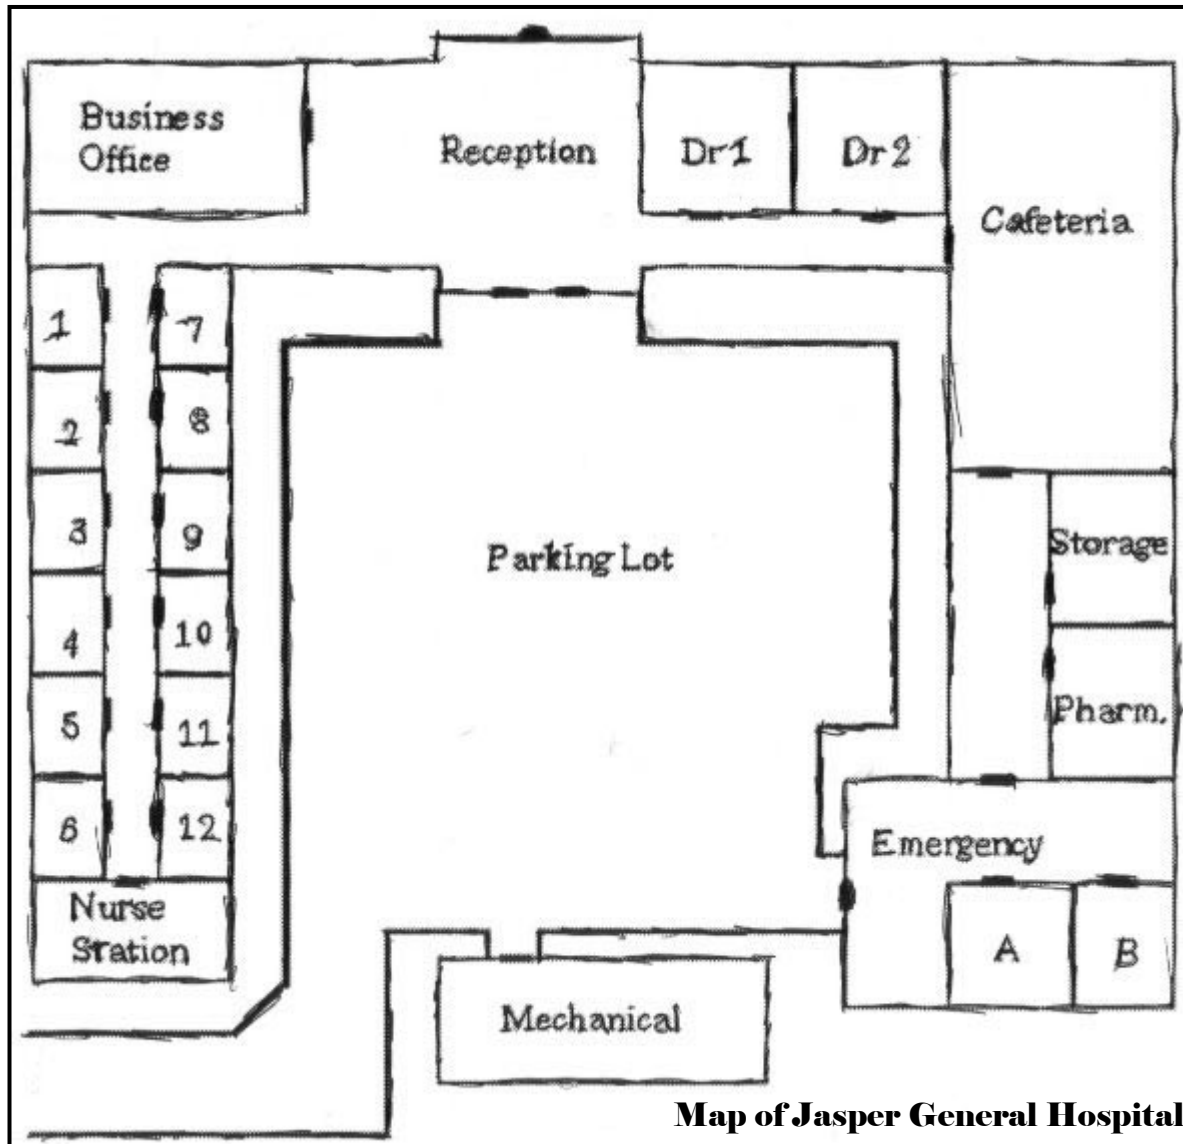 Business
Office
Reception
Dr 1
Dr 2
Cafeteria
1
7
2
8
3
9
Parking Lot
Storage
4
10
5
11
Pharm.
6
12
Emergency
Nurse
Station
A
B
Mechanical
Map of Jasper General Hospital